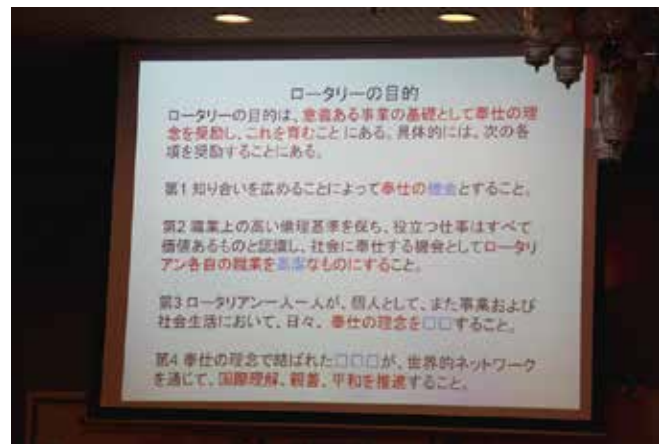 ロータリーの目的
ロータリーの目的は、意義ある事業の基礎として奉仕の理
念を奨励し、これを育むことにある。具体的には、次の各
項を奨励することにある。
第1 知り合いを広めることによって奉仕の機会とすること。
第2 職業上の高い倫理基準を保ち、役立つ仕事はすべて
価値あるものと認識し、社会に奉仕する機会としてロータリ
アン各自の職業を高潔なものにすること。
第3 ロータリアン一人一人が、個人として、また事業および
社会生活において、日々、奉仕の理念を□□すること。
第4 奉仕の理念で結ばれた□□□が、世界的ネットワーク
を通じて、国際理解、親善、平和を推進すること。